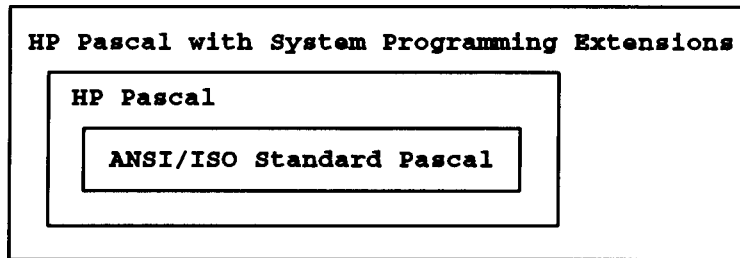 HP Pascal with System Programming Extensions
HP Pascal
ANSI/ISO Standard Pascal